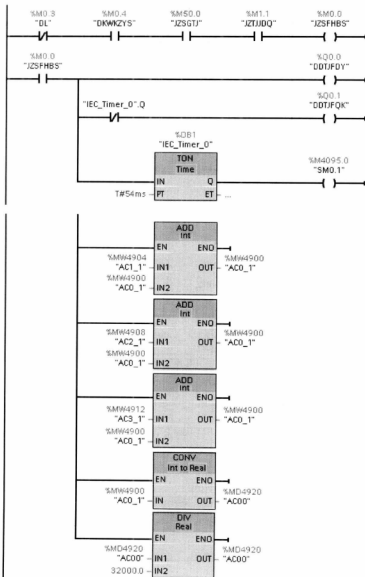 %M0.3 %M0.4 %M50.0 %M1.1 %M0.0
"DL" "DKWKZYS" "JZSGTJ" "JZTJJDQ" "JZSFHBS"
%M0.0 %Q0.0
"JZSFHBS" "DDTJFDY"
%Q0.1
"IEC_Timer_0".Q "DDTJFQK"
%DB1
"IEC_Timer_0"
TON
Time
%M4095.0
"SM0.1"
IN Q
T#54ms PT ET ...
ADD
Int
EN ENO
%MW4904 %MW4900
"AC1_1" IN1 OUT "AC0_1"
%MW4900
"AC0_1" IN2
ADD
Int
EN ENO
%MW4908 %MW4900
"AC2_1" IN1 OUT "AC0_1"
%MW4900
"AC0_1" IN2
ADD
Int
EN ENO
%MW4912 %MW4900
"AC3_1" IN1 OUT "AC0_1"
%MW4900
"AC0_1" IN2
CONV
Int to Real
EN ENO
%MW4900 %MD4920
"AC0_1" IN OUT "AC00"
DIV
Real
EN ENO
%MD4920 %MD4920
"AC00" IN1 OUT "AC00"
32000.0 IN2